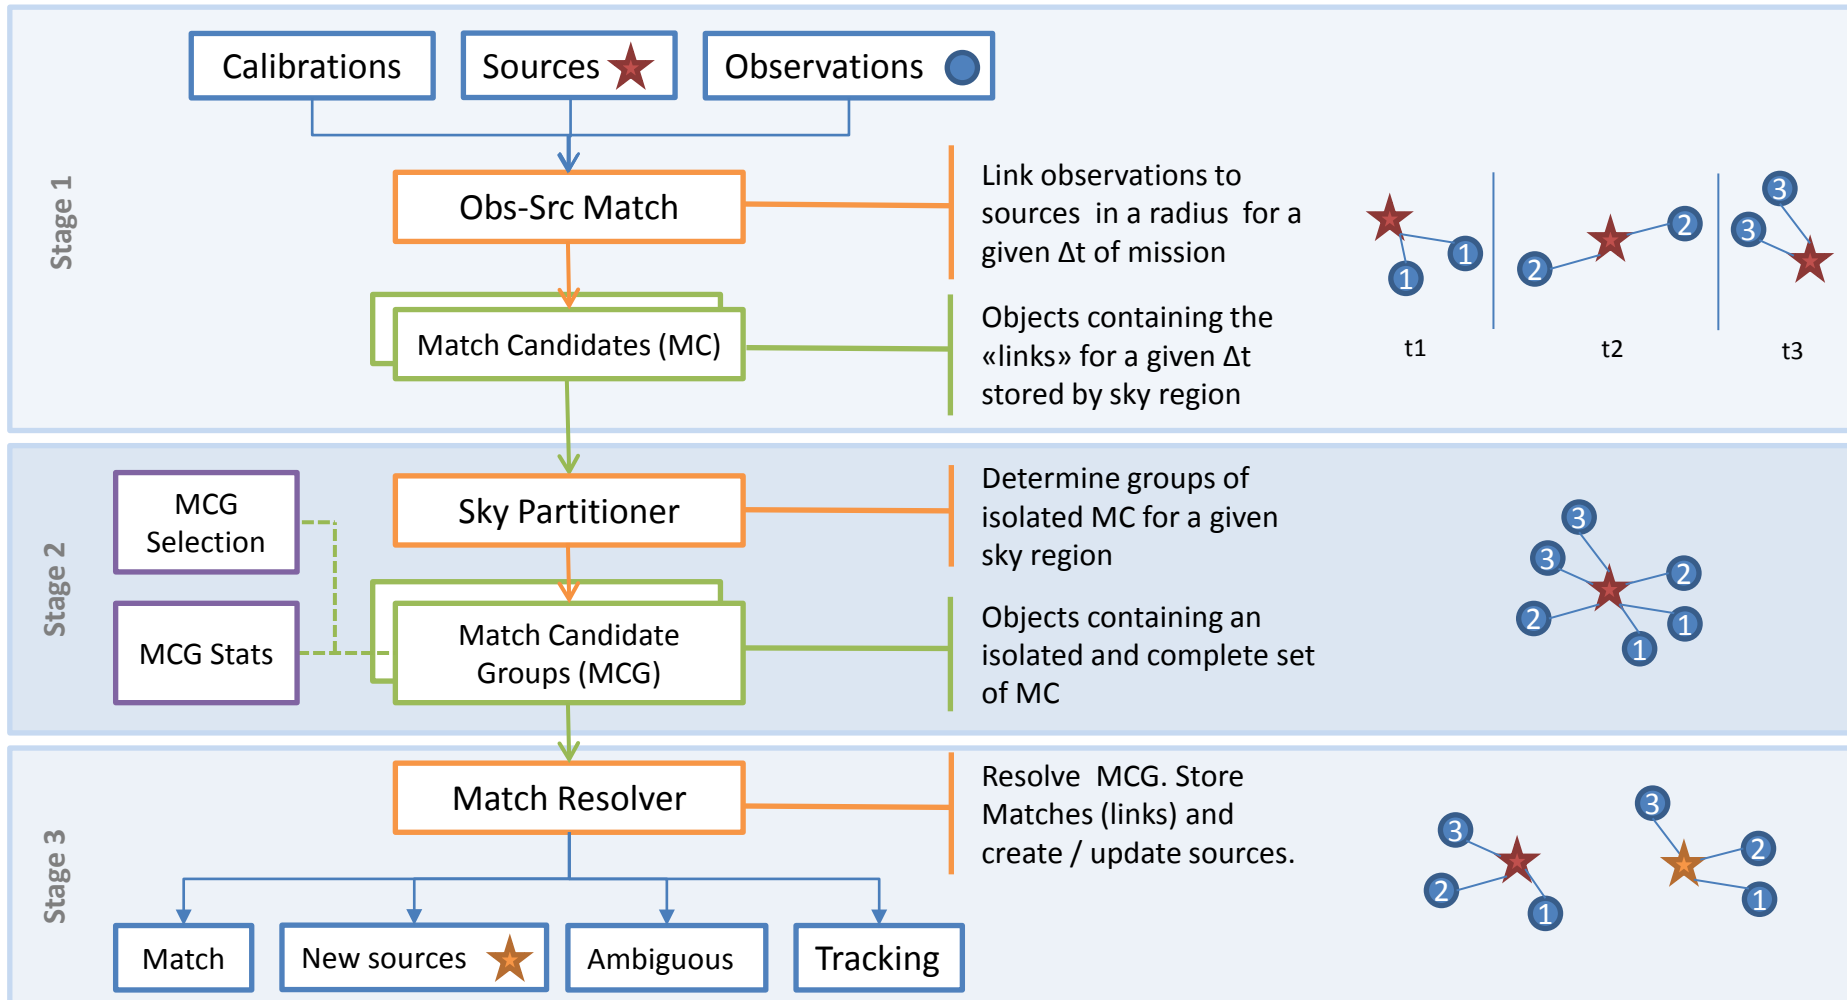 Calibrations
Sources
Observations
Stage 1
Obs-Src Match
Link observations to
sources in a radius for a
given Δt of mission
Match Candidates (MC)
Objects containing the
«links» for a given Δt
stored by sky region
1
1
t1
2
2
t2
3
3
t3
Stage 2
MCG
Selection
MCG Stats
Sky Partitioner
Determine groups of
isolated MC for a given
sky region
Match Candidate
Groups (MCG)
Objects containing an
isolated and complete set
of MC
3
3
2
2
1
1
Stage 3
Match Resolver
Resolve MCG. Store
Matches (links) and
create / update sources.
3
2
1
3
2
1
Match
New sources
Ambiguous
Tracking